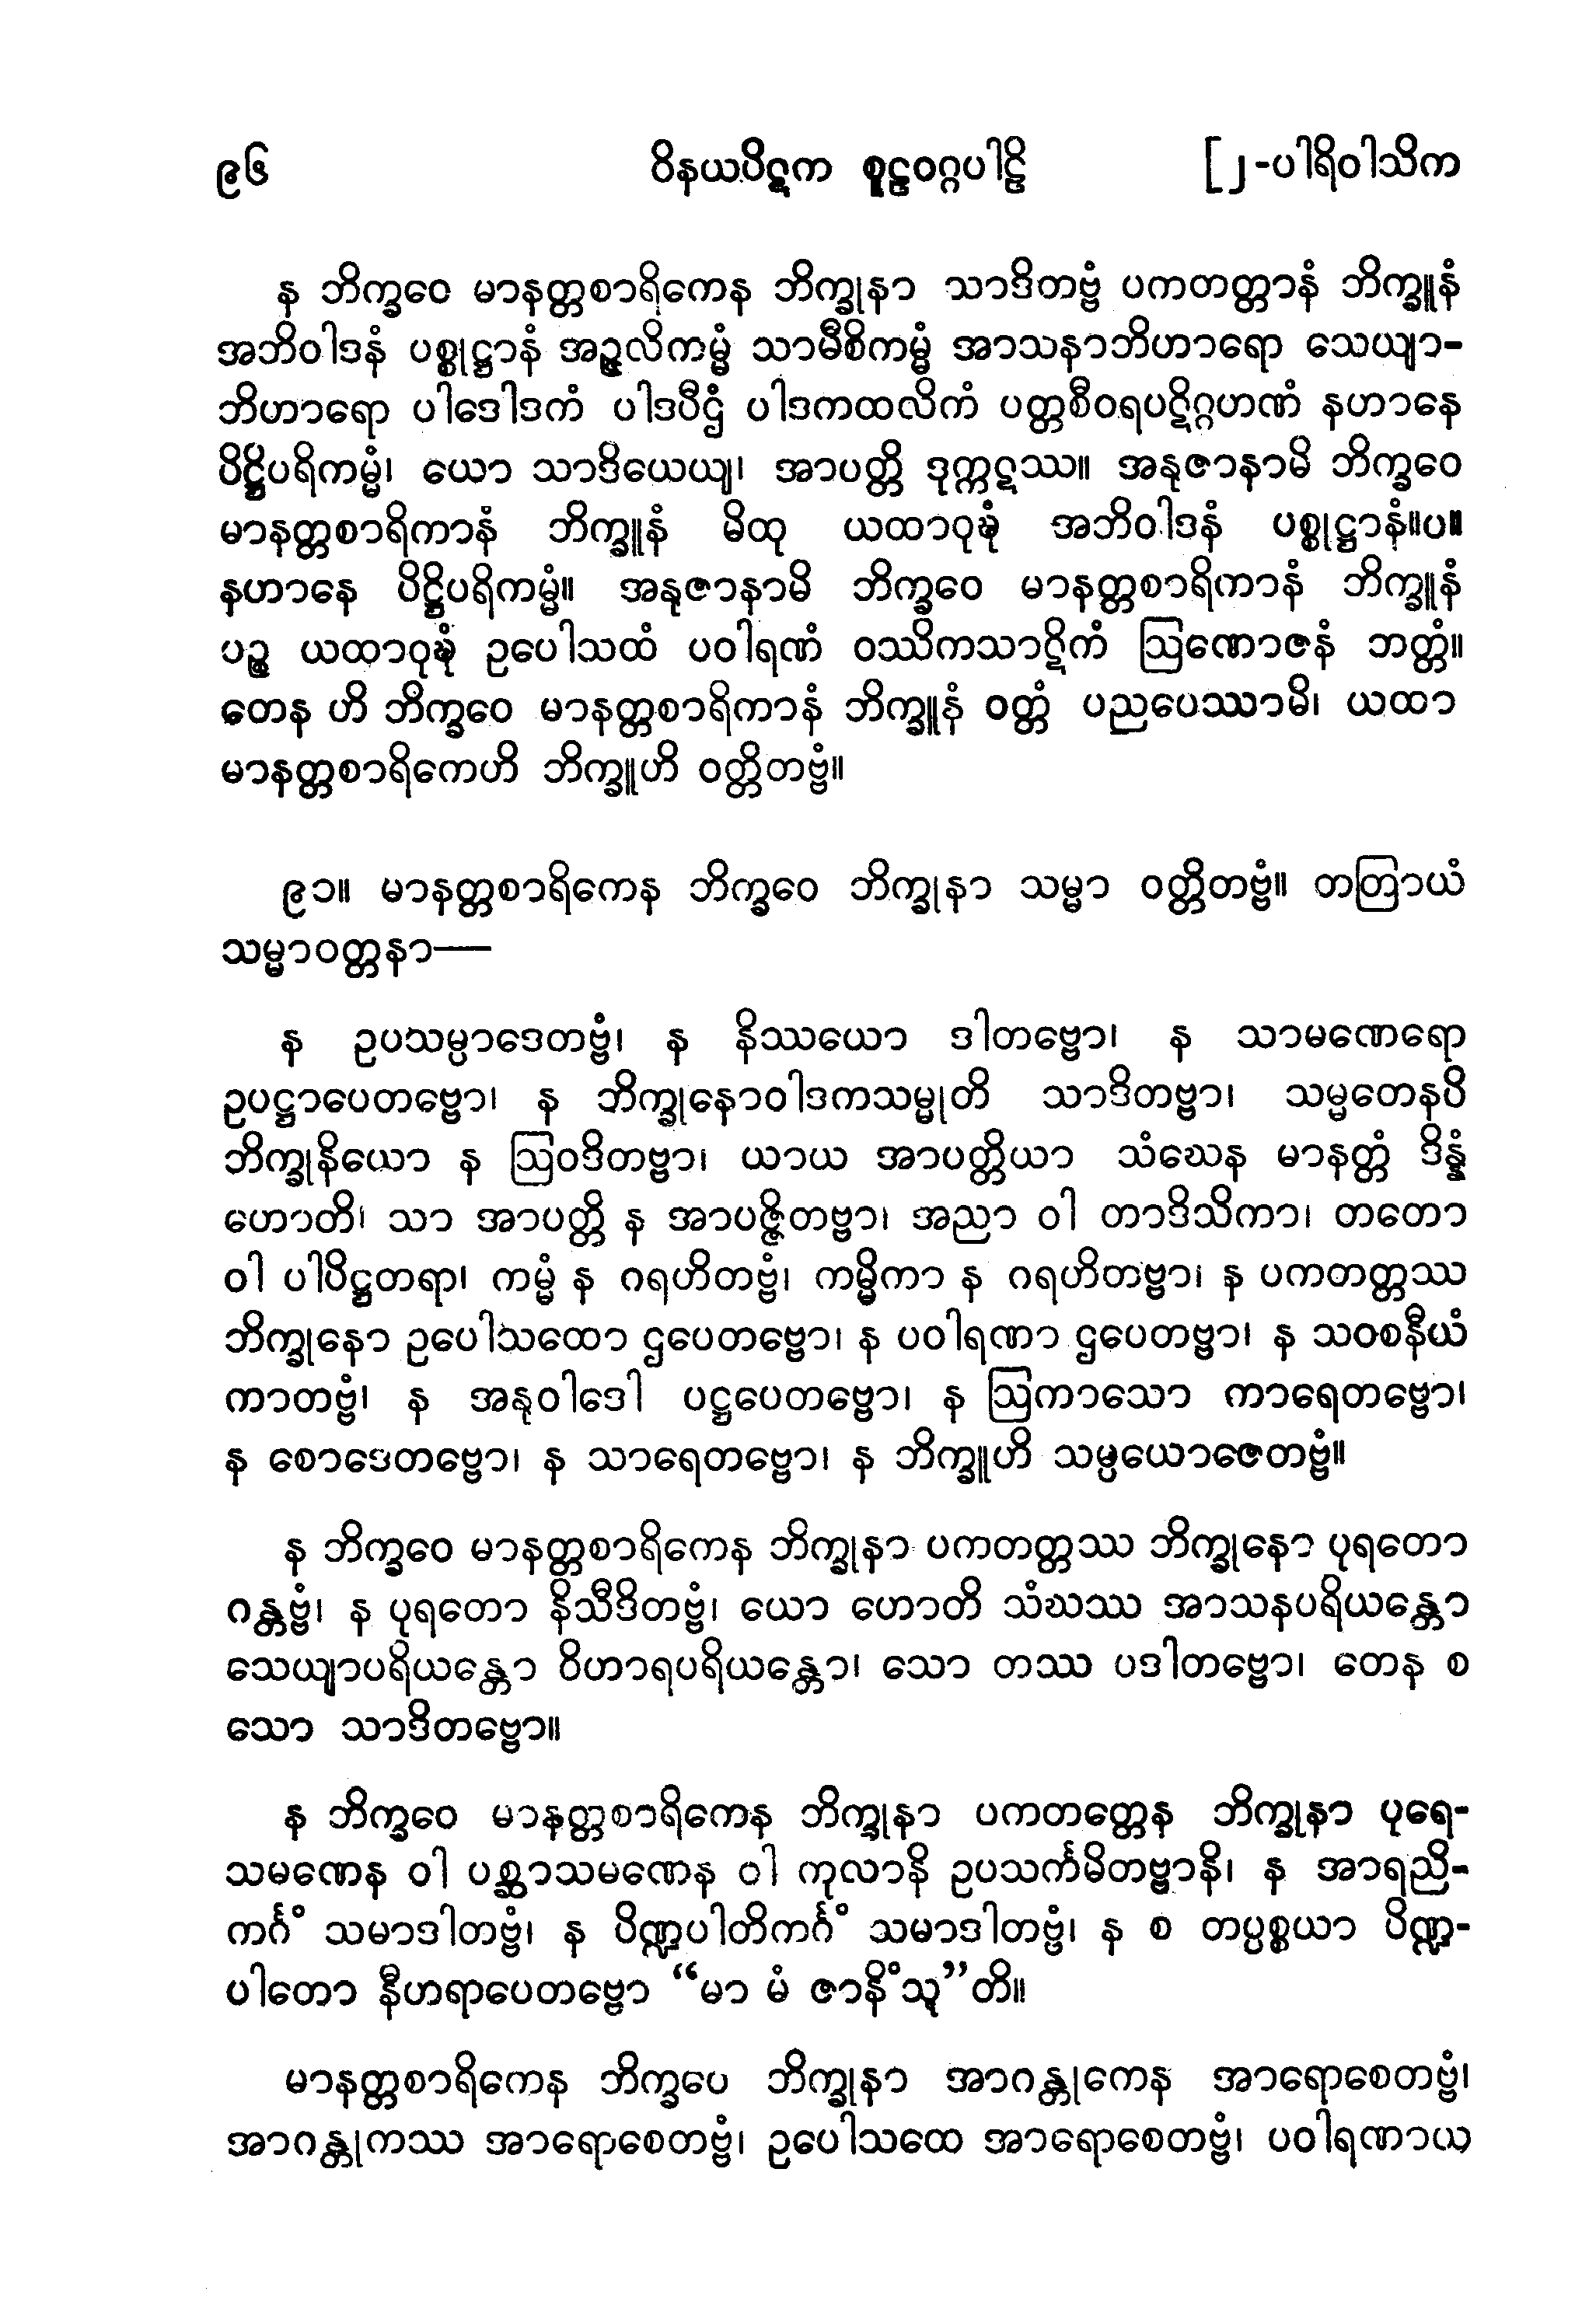 ၉၆ ဝိနယပိဋက စူဠဝဂ္ဂပါဠိ [၂-ပါရိဝါသိက
န ဘိက္ခဝေ မာနတ္တစာရိကေန ဘိက္ခုနာ သာဒိတဗ္ဗံ ပကတတ္တာနံ ဘိက္ခူနံ
အဘိဝါဒနံ ပစ္စုဋ္ဌာနံ အဉ္ဇလိကမ္မံ သာမီစိကမ္မံ အာသနာဘိဟာရော သေယျာ-
ဘိဟာရော ပါဒေါဒကံ ပါဒပီဌံ ပါဒကထလိကံ ပတ္တစီဝရပဋိဂ္ဂဟဏံ နဟာနေ
ပိဋ္ဌိပရိကမ္မံ၊ ယော သာဒိယေယျ၊ အာပတ္တိ ဒုက္ကဋဿ။ အနုဇာနာမိ ဘိက္ခဝေ
မာနတ္တစာရိကာနံ ဘိက္ခူနံ မိထု ယထာဝုဍ္ဎံ အဘိဝါဒနံ ပစ္စုဋ္ဌာနံ။ပ။
နဟာနေ ပိဋ္ဌိပရိကမ္မံ။ အနုဇာနာမိ ဘိက္ခဝေ မာနတ္တစာရိကာနံ ဘိက္ခူနံ
ပဉ္စ ယထာဝုဍ္ဎံ ဥပေါသထံ ပဝါရဏံ ဝဿိကသာဋိကံ ဩဏောဇနံ ဘတ္တံ။
တေန ဟိ ဘိက္ခဝေ မာနတ္တစာရိကာနံ ဘိက္ခူနံ ဝတ္တံ ပညပေဿာမိ၊ ယထာ
မာနတ္တစာရိကေဟိ ဘိက္ခူဟိ ဝတ္တိတဗ္ဗံ။
၉၁။ မာနတ္တစာရိကေန ဘိက္ခဝေ ဘိက္ခုနာ သမ္မာ ဝတ္တိတဗ္ဗံ။ တတြာယံ
သမ္မာဝတ္တနာ—
န ဥပသမ္ပာဒေတဗ္ဗံ၊ န နိဿယော ဒါတဗ္ဗော၊ န သာမဏေရော
ဥပဋ္ဌာပေတဗ္ဗော၊ န ဘိက္ခုနောဝါဒကသမ္မုတိ သာဒိတဗ္ဗာ၊ သမ္မတေနပိ
ဘိက္ခုနိယော န ဩဝဒိတဗ္ဗာ၊ ယာယ အာပတ္တိယာ သံဃေန မာနတ္တံ ဒိန္နံ
ဟောတိ၊ သာ အာပတ္တိ န အာပဇ္ဇိတဗ္ဗာ၊ အညာ ဝါ တာဒိသိကာ၊ တတော
ဝါ ပါပိဋ္ဌတရာ၊ ကမ္မံ န ဂရဟိတဗ္ဗံ၊ ကမ္မိကာ န ဂရဟိတဗ္ဗာ၊ န ပကတတ္တဿ
ဘိက္ခုနော ဥပေါသထော ဌပေတဗ္ဗော၊ န ပဝါရဏာ ဌပေတဗ္ဗာ၊ န သဝစနီယံ
ကာတဗ္ဗံ၊ န အနုဝါဒေါ ပဋ္ဌပေတဗ္ဗော၊ န ဩကာသော ကာရေတဗ္ဗော၊
န စောဒေတဗ္ဗော၊ န သာရေတဗ္ဗော၊ န ဘိက္ခူဟိ သမ္ပယောဇေတဗ္ဗံ။
န ဘိက္ခဝေ မာနတ္တစာရိကေန ဘိက္ခုနာ ပကတတ္တဿ ဘိက္ခုနော ပုရတော
ဂန္တဗ္ဗံ၊ န ပုရတော နိသီဒိတဗ္ဗံ၊ ယော ဟောတိ သံဃဿ အာသနပရိယန္တော
သေယျာပရိယန္တော ဝိဟာရပရိယန္တော၊ သော တဿ ပဒါတဗ္ဗော၊ တေန စ
သော သာဒိတဗ္ဗော။
န ဘိက္ခဝေ မာနတ္တစာရိကေန ဘိက္ခုနာ ပကတတ္တေန ဘိက္ခုနာ ပုရေ-
သမဏေန ဝါ ပစ္ဆာသမဏေန ဝါ ကုလာနိ ဥပသင်္ကမိတဗ္ဗာနိ၊ န အာရညိ-
ကင်္ဂံ သမာဒါတဗ္ဗံ၊ န ပိဏ္ဍပါတိကင်္ဂံ သမာဒါတဗ္ဗံ၊ န စ တပ္ပစ္စယာ ပိဏ္ဍ-
ပါတော နီဟရာပေတဗ္ဗော “မာ မံ ဇာနိံသူ”တိ။
မာနတ္တစာရိကေန ဘိက္ခပေ ဘိက္ခုနာ အာဂန္တုကေန အာရောစေတဗ္ဗံ၊
အာဂန္တုကဿ အာရောစေတဗ္ဗံ၊ ဥပေါသထေ အာရောစေတဗ္ဗံ၊ ပဝါရဏာယ